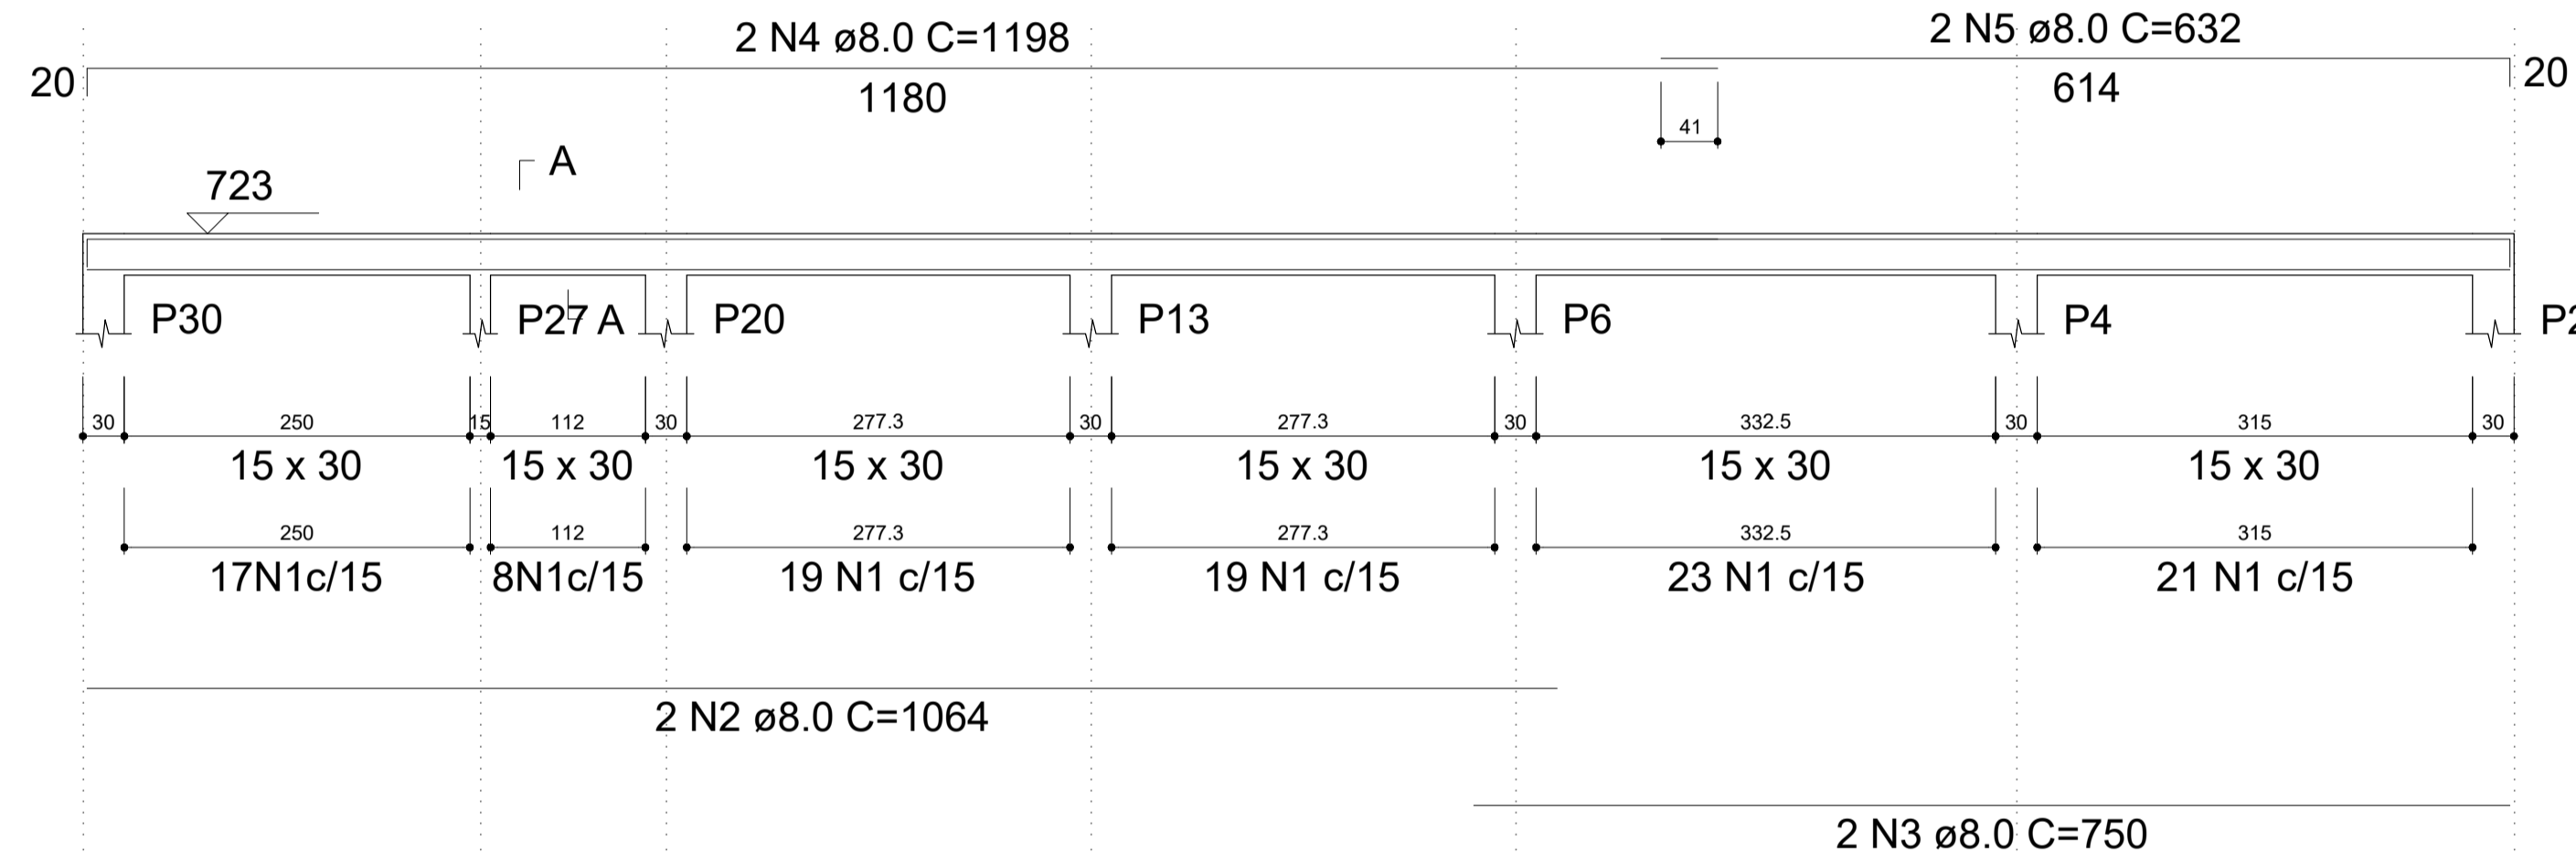 2 N4 ø8.0 C=1198
2 N5 ø8.0 C=632
20
1180
614
20
41
A
723
P30
P27 A
P20
P13
P6
P4
30 250 15 112 30 277.3 30 277.3 30 332.5 30 315 30
15 x 30 15 x 30 15 x 30 15 x 30 15 x 30 15 x 30
250 112 277.3 277.3 332.5 315
17N1c/15 8N1c/15 19 N1 c/15 19 N1 c/15 23 N1 c/15 21 N1 c/15
2 N2 ø8.0 C=1064
2 N3 ø8.0 C=750